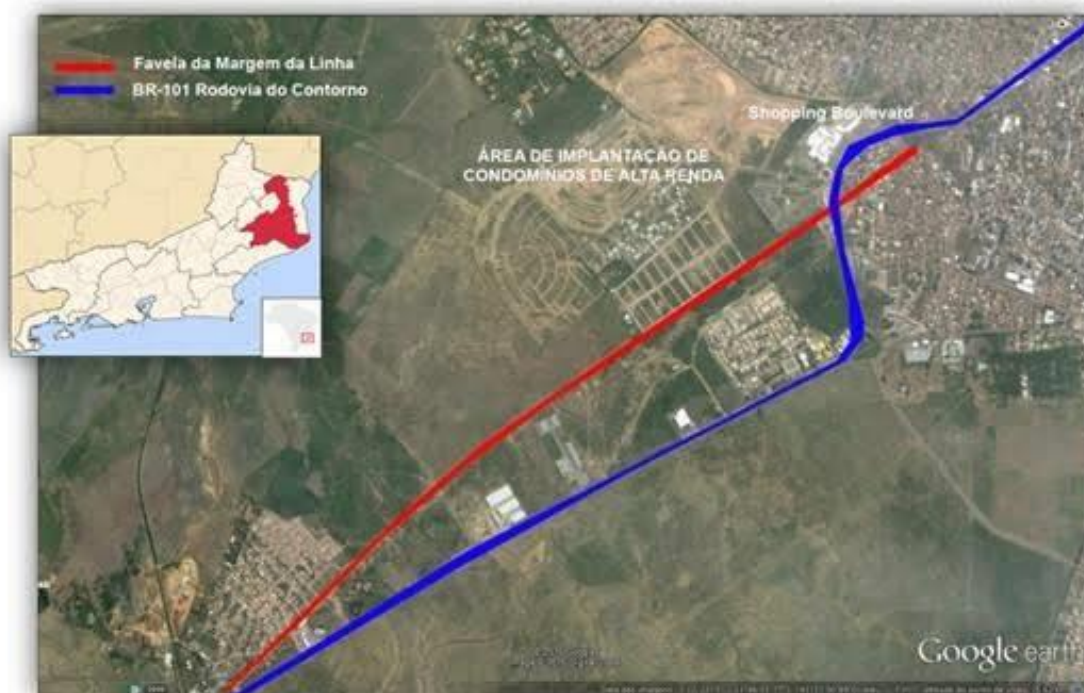 Favela da Margem da Linha
BR-101 Rodovia do Contorno
Shopping Boulevard
ÁREA DE IMPLANTAÇÃO DE
CONDOMÍNIOS DE ALTA RENDA
Google earth